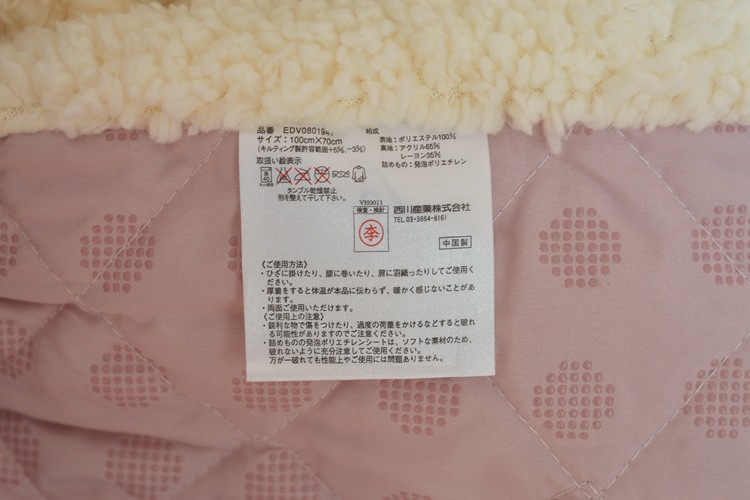 品番 EDV080194
サイズ：100cm×70cm
(キルティング製許容範囲＋5％、－3％)
組成
表地：ポリエステル100%
裏地：アクリル65%
レーヨン35%
詰めもの：発泡ポリエチレン
取扱い絵表示
タンブル乾燥禁止
形を整えて干して下さい。
VH0011
検査・検針
李
西川産業株式会社
TEL.03-3664-8161
中国製
《ご使用方法》
・ひざに掛けたり、腰に巻いたり、肩に羽織ったりしてご使用く
ださい。
・厚着をすると体温が本品に伝わらず、暖かく感じないことがあ
ります。
・両面ご使用いただけます。
《ご使用上の注意》
・鋭利な物で傷をつけたり、過度の荷重をかけるなどすると破れ
る可能性がありますのでご注意ください。
・詰めものの発泡ポリエチレンシートは、ソフトな素材のため、
破れないように充分注意してご使用ください。
万が一破れても性能上やご使用上の問題はありません。